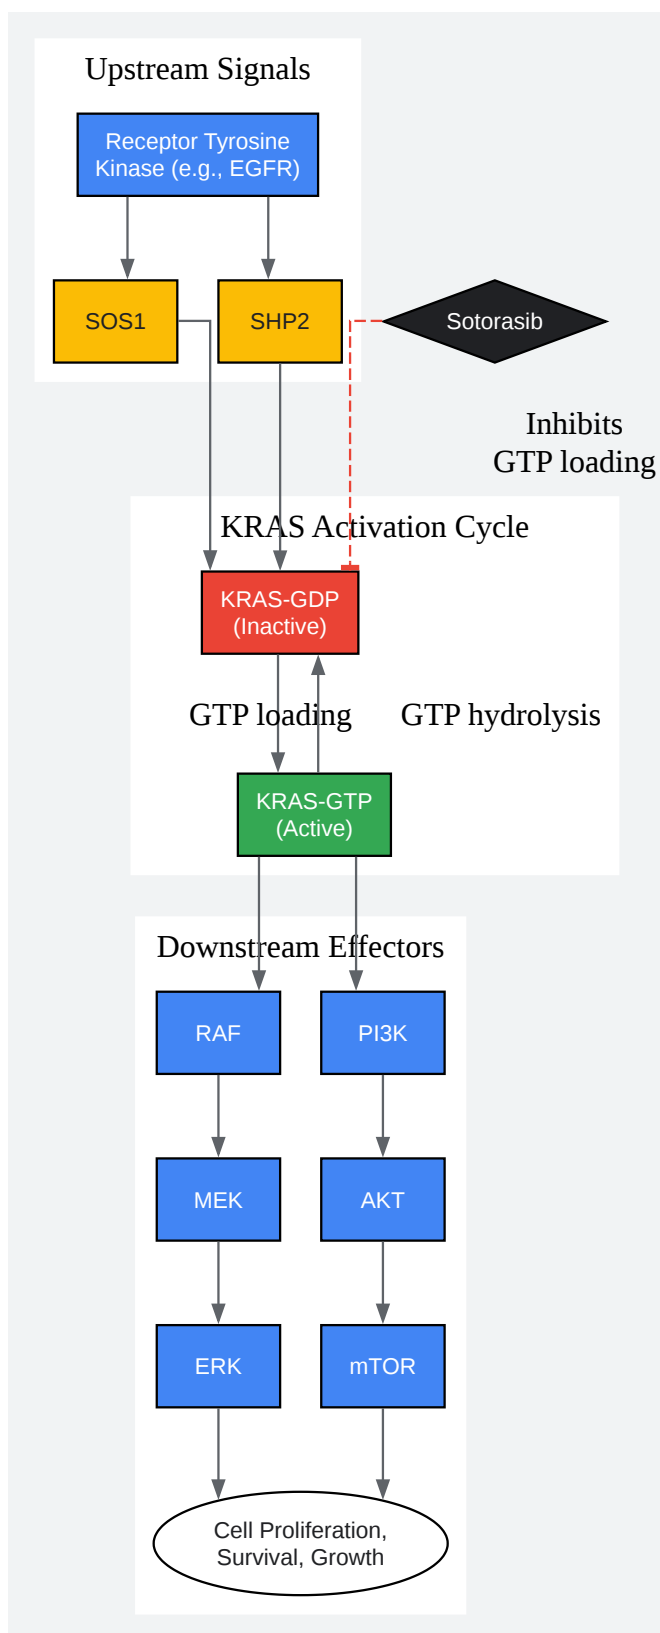 Upstream Signals
Receptor Tyrosine
Kinase (e.g., EGFR)
SOS1
SHP2
Sotorasib
Inhibits
GTP loading
KRAS Activation Cycle
KRAS-GDP
(Inactive)
GTP loading
GTP hydrolysis
KRAS-GTP
(Active)
Downstream Effectors
RAF
PI3K
MEK
AKT
ERK
mTOR
Cell Proliferation,
Survival, Growth